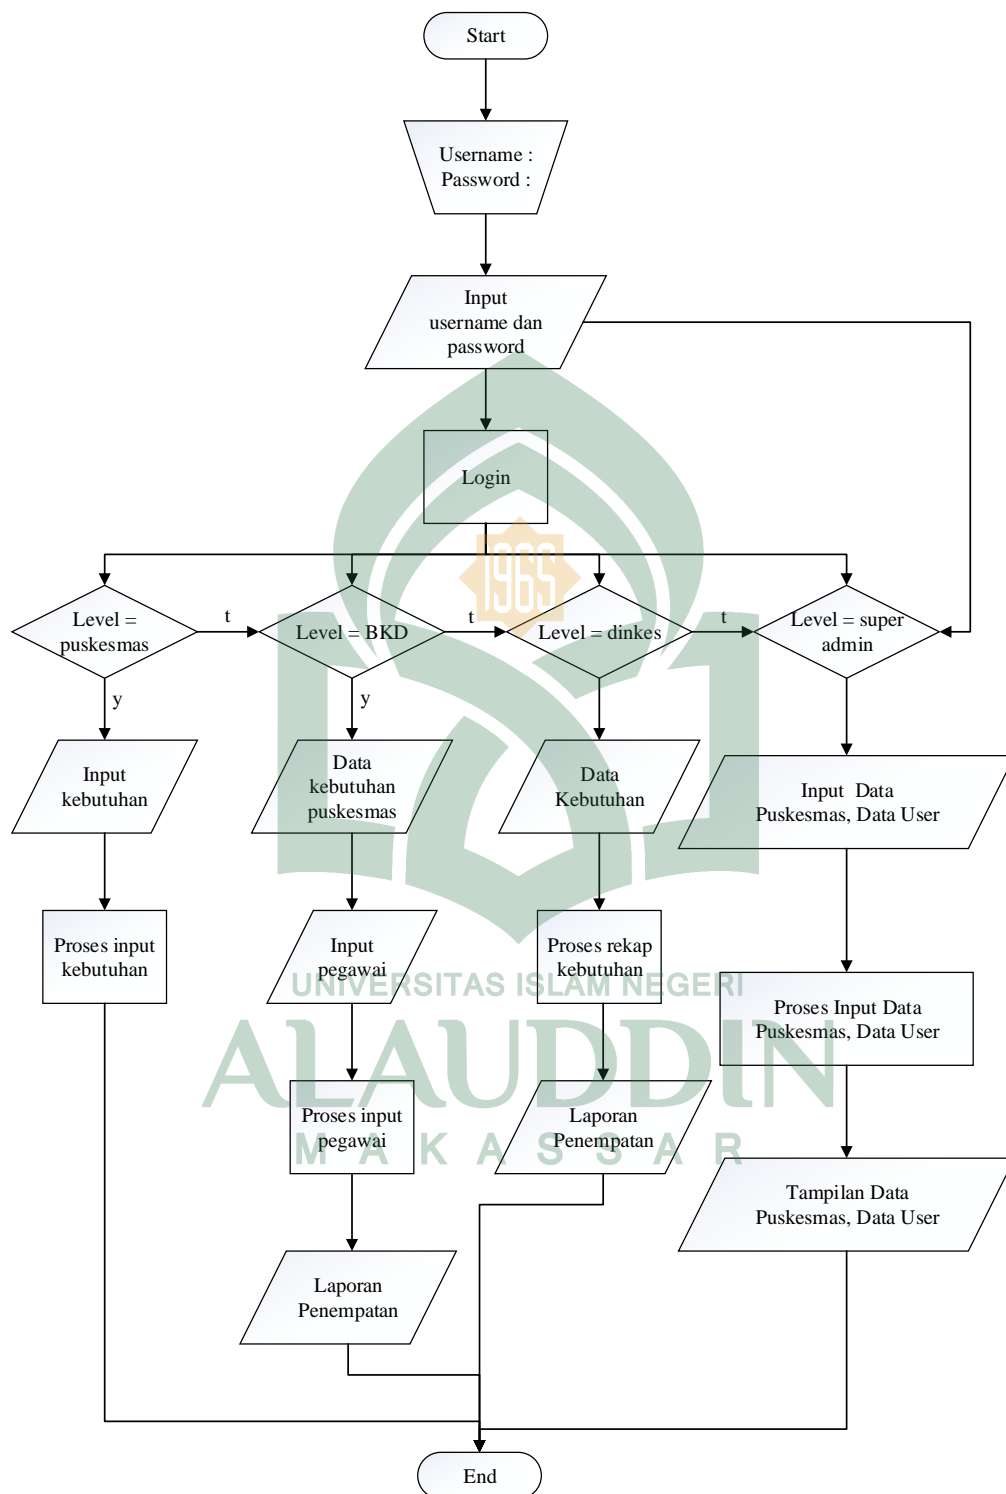 Start
Username :
Password :
Input
username dan
password
Login
1965
Level =
puskesmas
t
Level = BKD
t
Level = dinkes
t
Level = super
admin
y
y
Input
kebutuhan
Data
kebutuhan
puskesmas
Data
Kebutuhan
Input Data
Puskesmas, Data User
Proses input
kebutuhan
Input
pegawai
Proses rekap
kebutuhan
UNIVERSITAS ISLAM NEGERI
Proses Input Data
Puskesmas, Data User
ALAUDDIN
Proses input
pegawai
Laporan
Penempatan
MAKASSAR
Tampilan Data
Puskesmas, Data User
Laporan
Penempatan
End